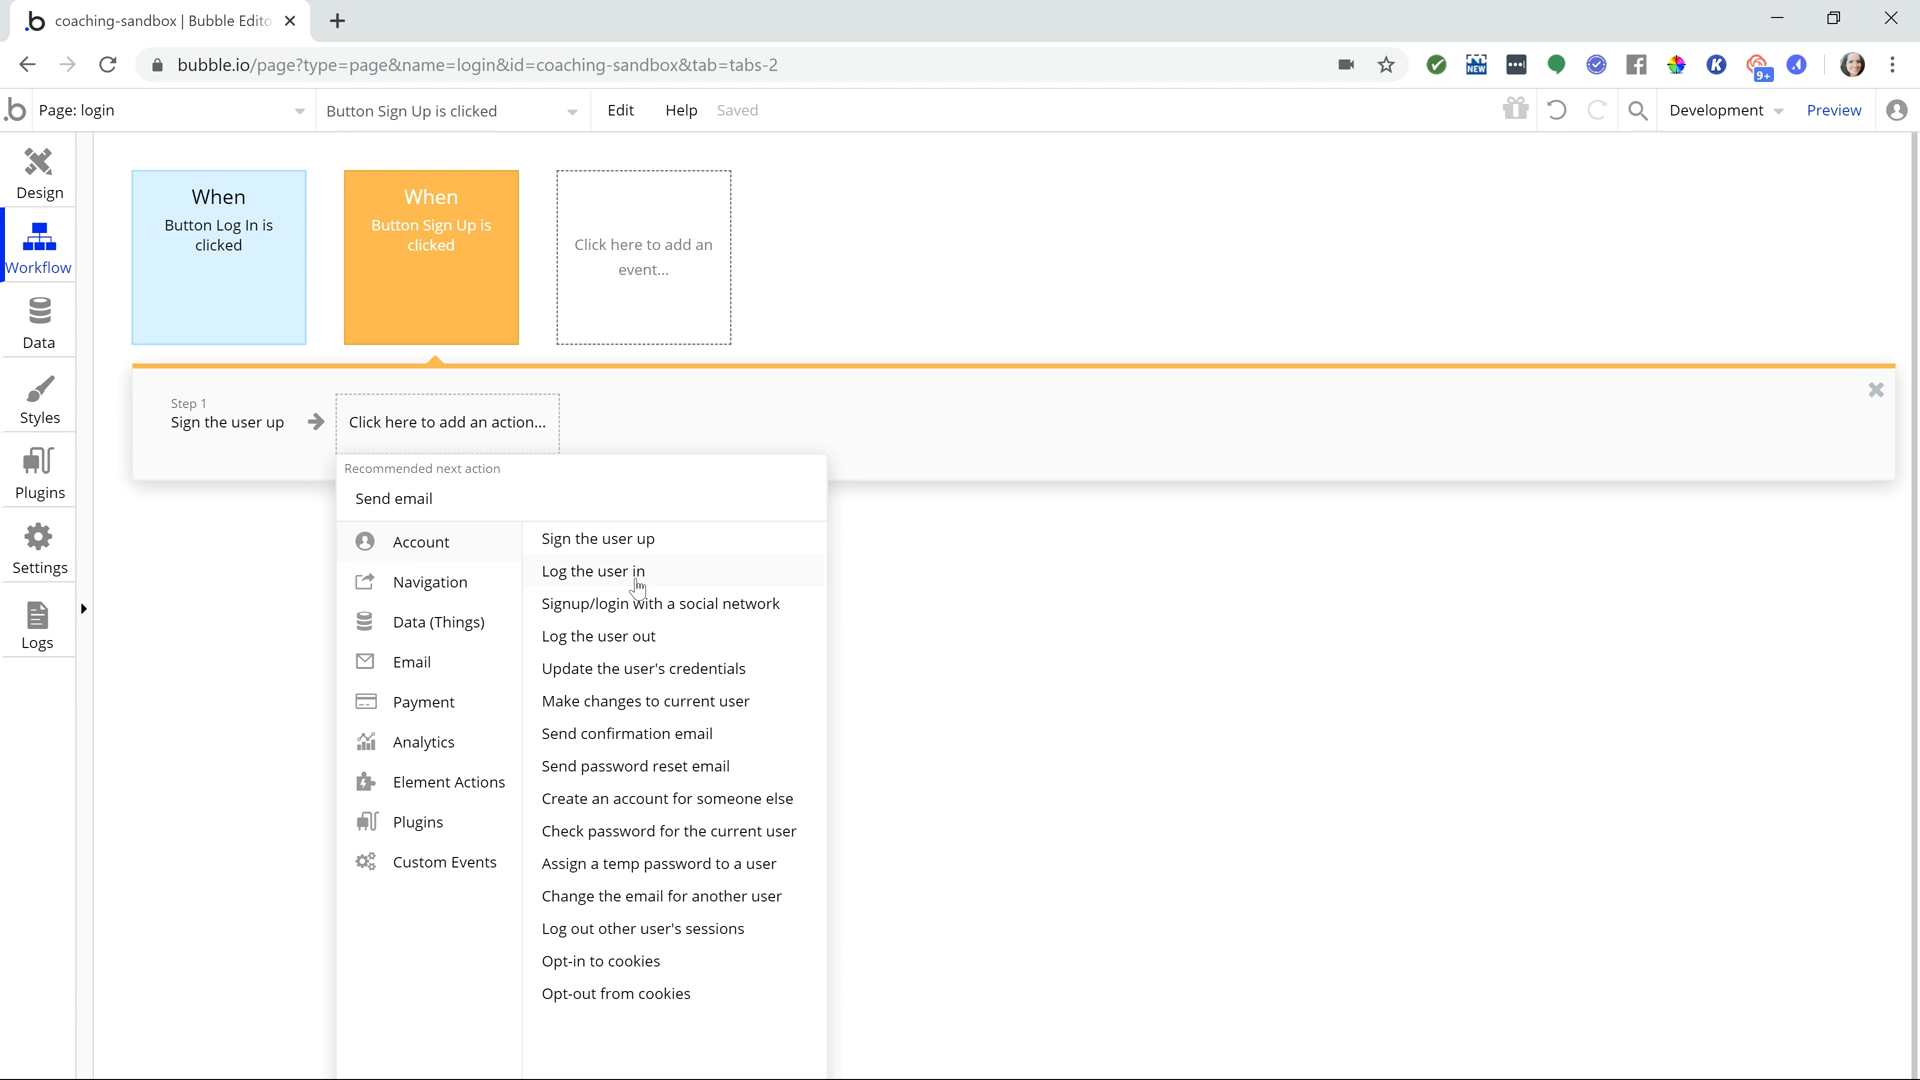 coaching-sandbox | Bubble Edito
bubble.io/page?type=page&name=login&id=coaching-sandbox&tab=tabs-2
NEW
K
9+
b
Page: login
Button Sign Up is clicked
Edit
Help
Saved
Development
Preview
Design
Workflow
Data
Styles
Plugins
Settings
Logs
When
Button Log In is
clicked
When
Button Sign Up is
clicked
Click here to add an
event...
Step 1
Sign the user up
Click here to add an action...
Recommended next action
Send email
Account
Navigation
Data (Things)
Email
Payment
Analytics
Element Actions
Plugins
Custom Events
Sign the user up
Log the user in
Signup/login with a social network
Log the user out
Update the user's credentials
Make changes to current user
Send confirmation email
Send password reset email
Create an account for someone else
Check password for the current user
Assign a temp password to a user
Change the email for another user
Log out other user's sessions
Opt-in to cookies
Opt-out from cookies